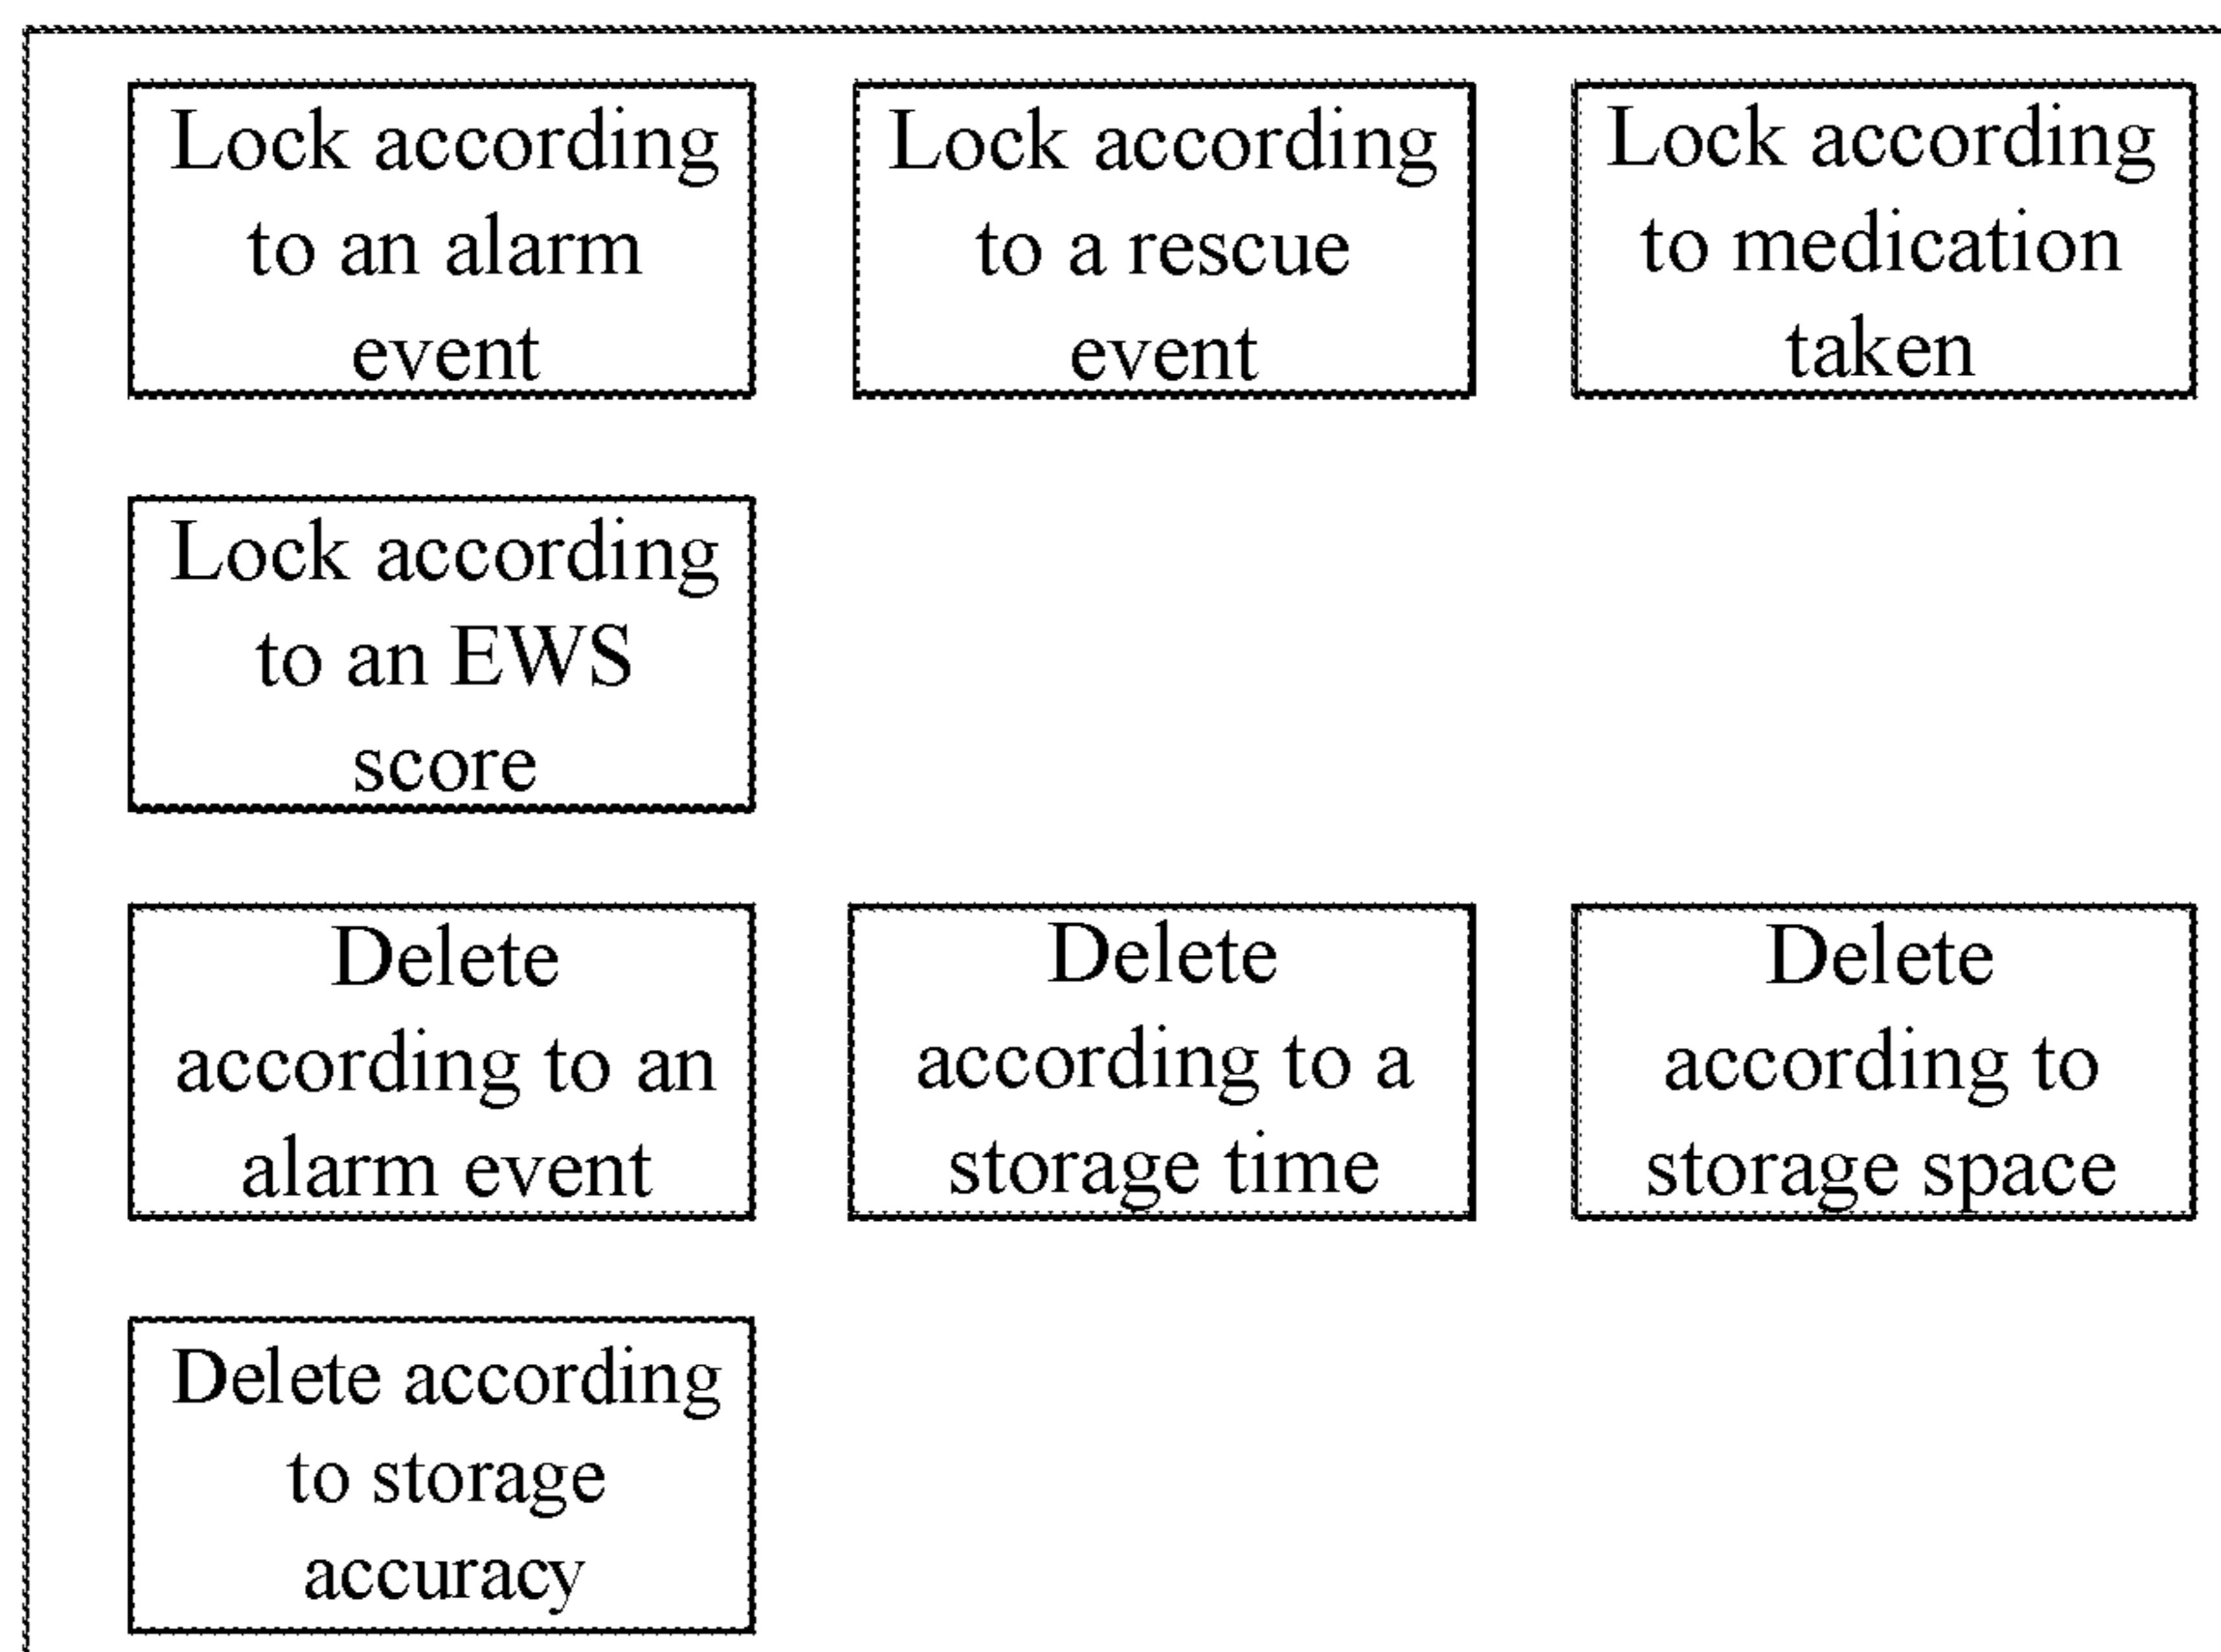 Lock according
to an alarm
event
Lock according
to a rescue
event
Lock according
to medication
taken
Lock according
to an EWS
score
Delete
according to an
alarm event
Delete
according to a
storage time
Delete
according to
storage space
Delete according
to storage
accuracy